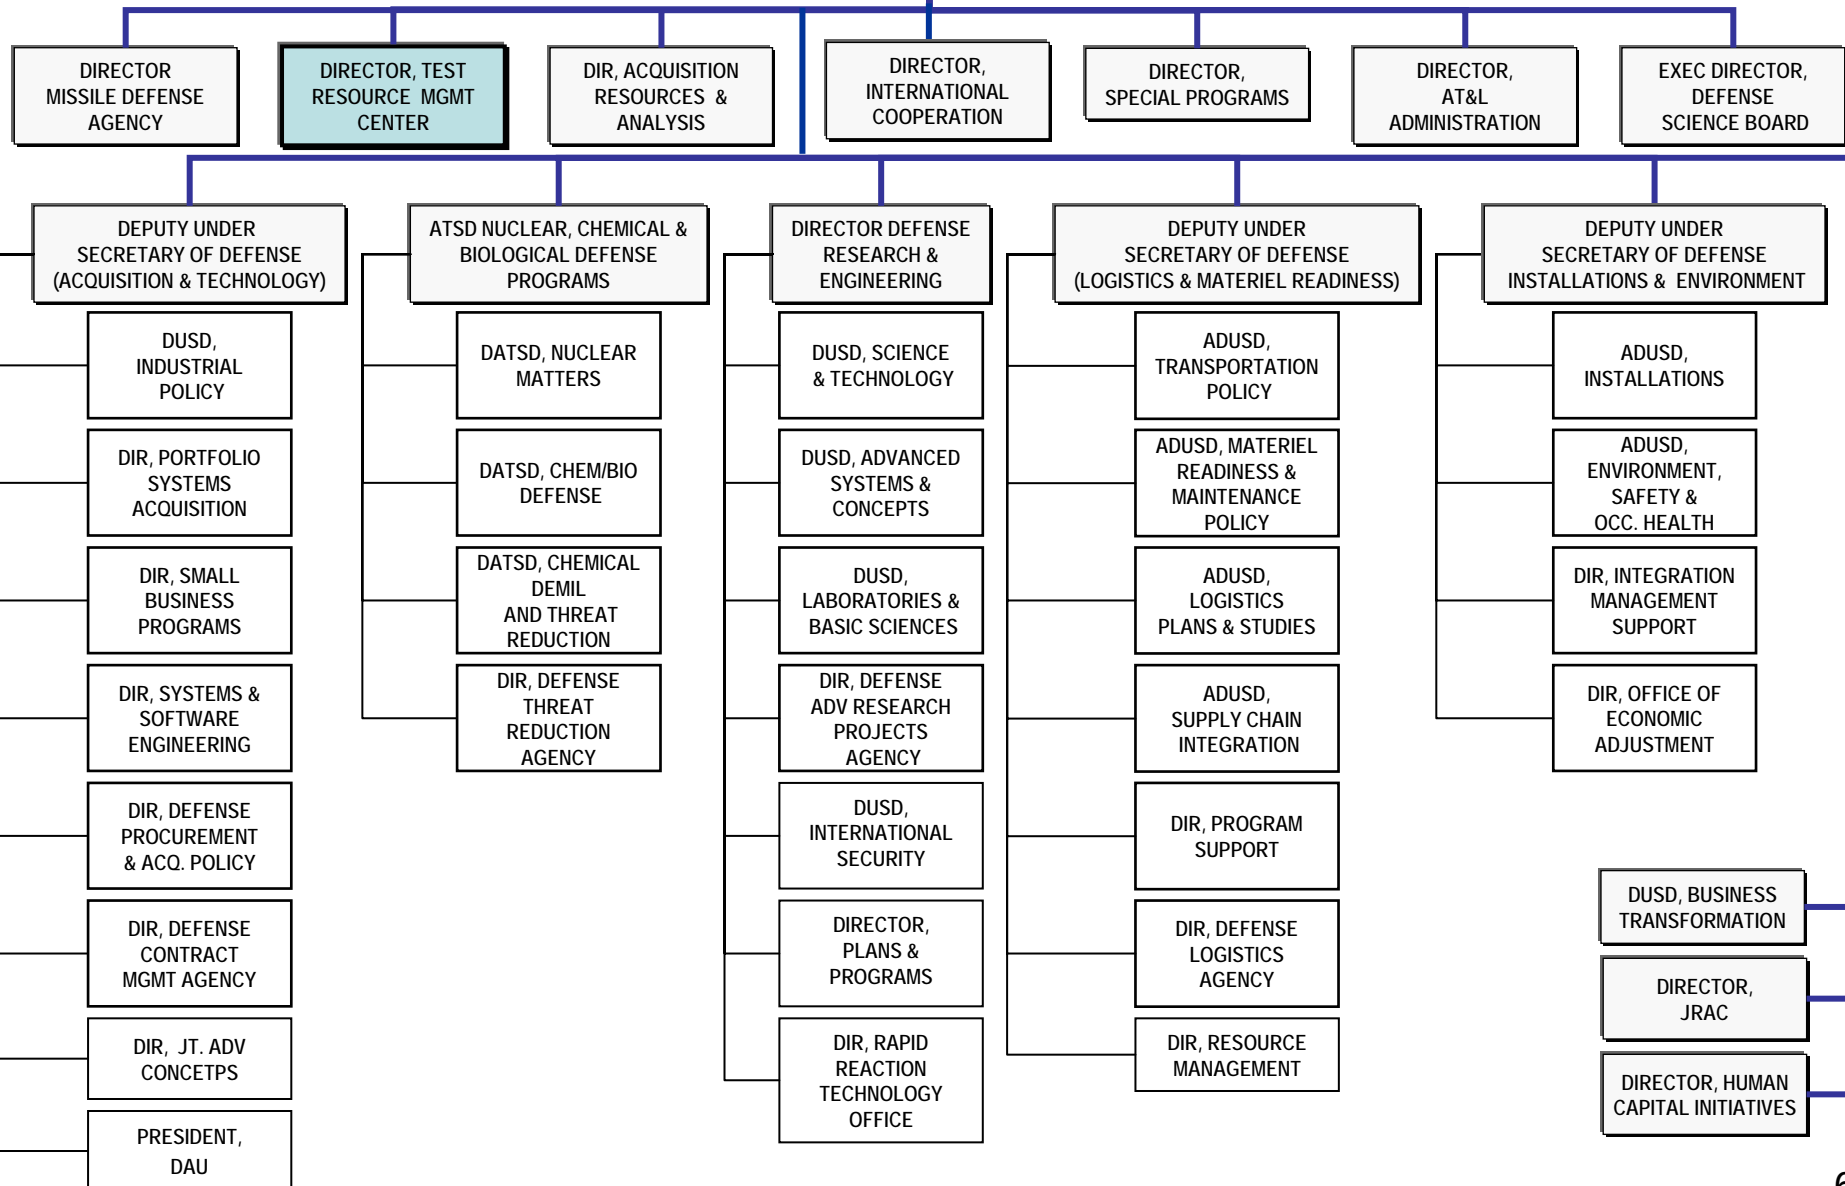 DIRECTOR
MISSILE DEFENSE
AGENCY
DIRECTOR, TEST
RESOURCE MGMT
CENTER
DIR, ACQUISITION
RESOURCES &
ANALYSIS
DIRECTOR,
INTERNATIONAL
COOPERATION
DIRECTOR,
SPECIAL PROGRAMS
DIRECTOR,
AT&L
ADMINISTRATION
EXEC DIRECTOR,
DEFENSE
SCIENCE BOARD
DEPUTY UNDER
SECRETARY OF DEFENSE
(ACQUISITION & TECHNOLOGY)
DUSD,
INDUSTRIAL
POLICY
DIR, PORTFOLIO
SYSTEMS
ACQUISITION
DIR, SMALL
BUSINESS
PROGRAMS
DIR, SYSTEMS &
SOFTWARE
ENGINEERING
DIR, DEFENSE
PROCUREMENT
& ACQ. POLICY
DIR, DEFENSE
CONTRACT
MGMT AGENCY
DIR, JT. ADV
CONCETPS
PRESIDENT,
DAU
ATSD NUCLEAR, CHEMICAL &
BIOLOGICAL DEFENSE
PROGRAMS
DATSD, NUCLEAR
MATTERS
DATSD, CHEM/BIO
DEFENSE
DATSD, CHEMICAL
DEMIL
AND THREAT
REDUCTION
DIR, DEFENSE
THREAT
REDUCTION
AGENCY
DIRECTOR DEFENSE
RESEARCH &
ENGINEERING
DUSD, SCIENCE
& TECHNOLOGY
DUSD, ADVANCED
SYSTEMS &
CONCEPTS
DUSD,
LABORATORIES &
BASIC SCIENCES
DIR, DEFENSE
ADV RESEARCH
PROJECTS
AGENCY
DUSD,
INTERNATIONAL
SECURITY
DIRECTOR,
PLANS &
PROGRAMS
DIR, RAPID
REACTION
TECHNOLOGY
OFFICE
DEPUTY UNDER
SECRETARY OF DEFENSE
(LOGISTICS & MATERIEL READINESS)
ADUSD,
TRANSPORTATION
POLICY
ADUSD, MATERIEL
READINESS &
MAINTENANCE
POLICY
ADUSD,
LOGISTICS
PLANS & STUDIES
ADUSD,
SUPPLY CHAIN
INTEGRATION
DIR, PROGRAM
SUPPORT
DIR, DEFENSE
LOGISTICS
AGENCY
DIR, RESOURCE
MANAGEMENT
DEPUTY UNDER
SECRETARY OF DEFENSE
INSTALLATIONS & ENVIRONMENT
ADUSD,
INSTALLATIONS
ADUSD,
ENVIRONMENT,
SAFETY &
OCC. HEALTH
DIR, INTEGRATION
MANAGEMENT
SUPPORT
DIR, OFFICE OF
ECONOMIC
ADJUSTMENT
DUSD, BUSINESS
TRANSFORMATION
DIRECTOR,
JRAC
DIRECTOR, HUMAN
CAPITAL INITIATIVES